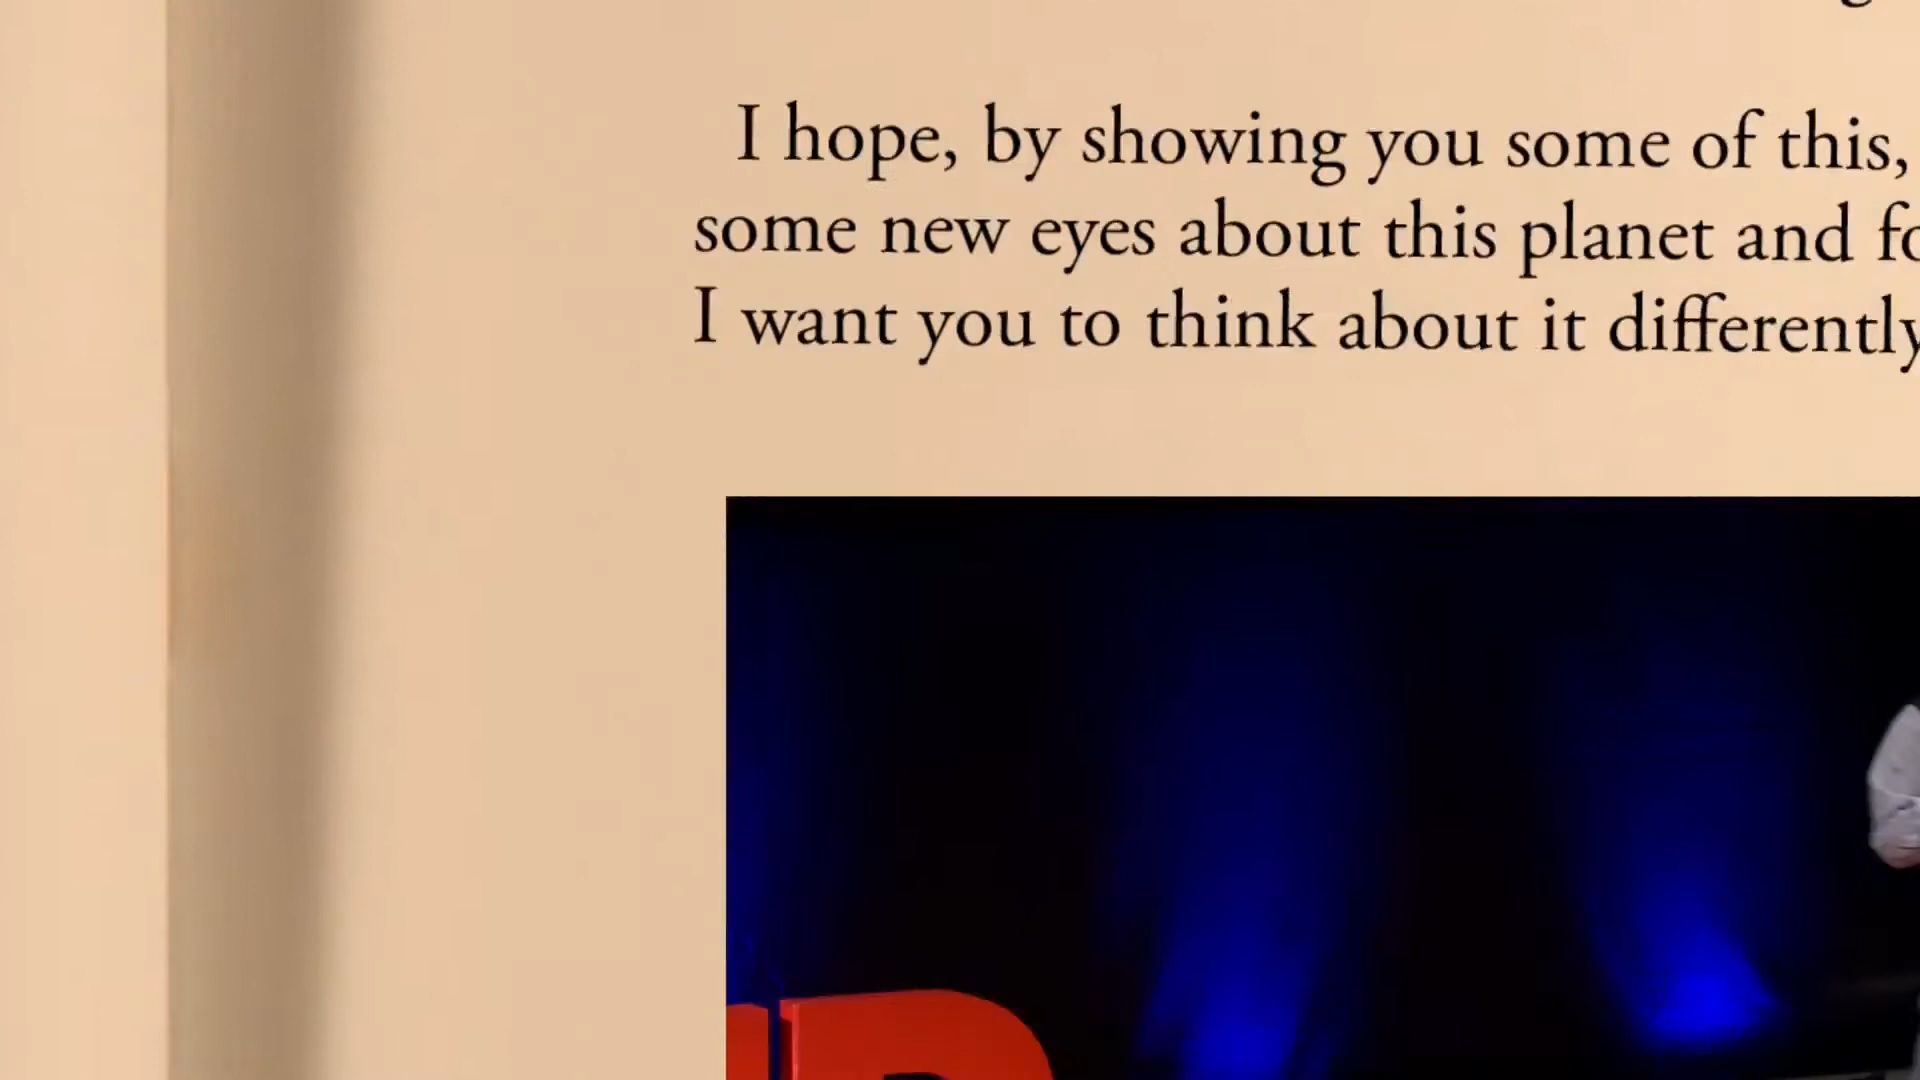 I hope, by showing you some of this,
some new eyes about this planet and
I want you to think about it differently
D